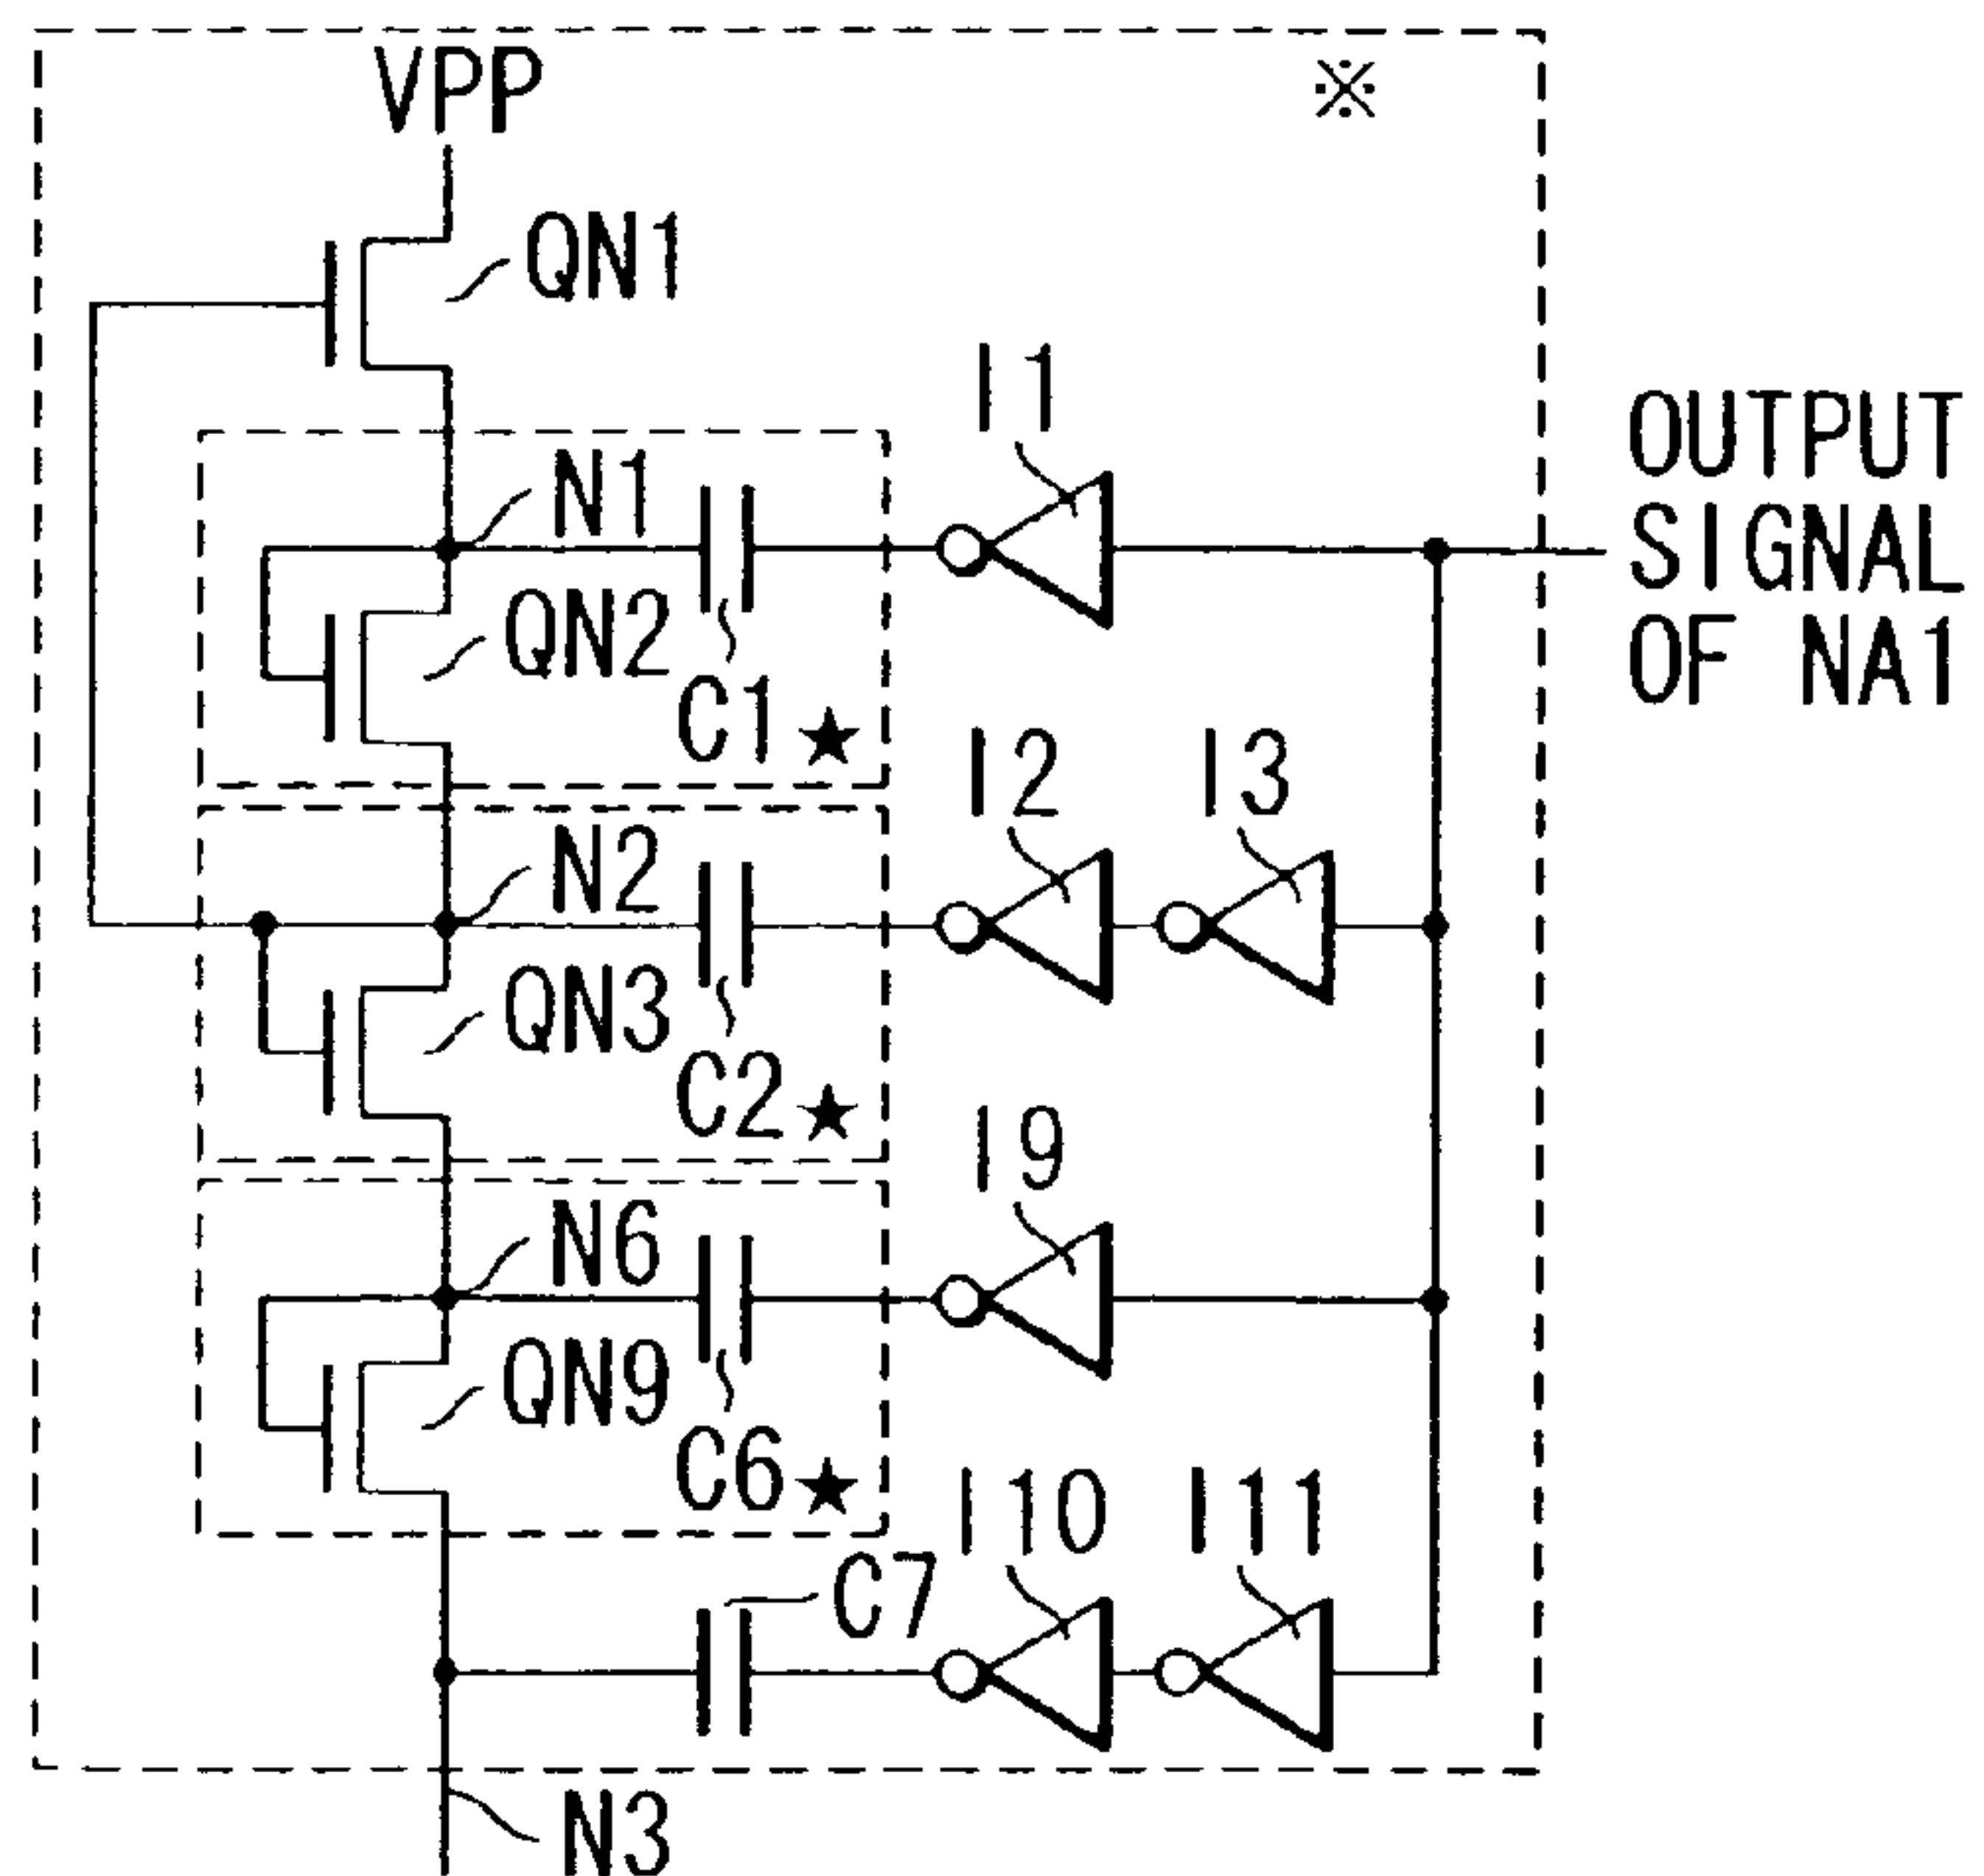 VPP
※
QN1
I1
OUTPUT
SIGNAL
OF NA1
N1
QN2
C1★
I2
I3
N2
QN3
C2★
I9
N6
QN9
C6★
I10
I11
C7
N3